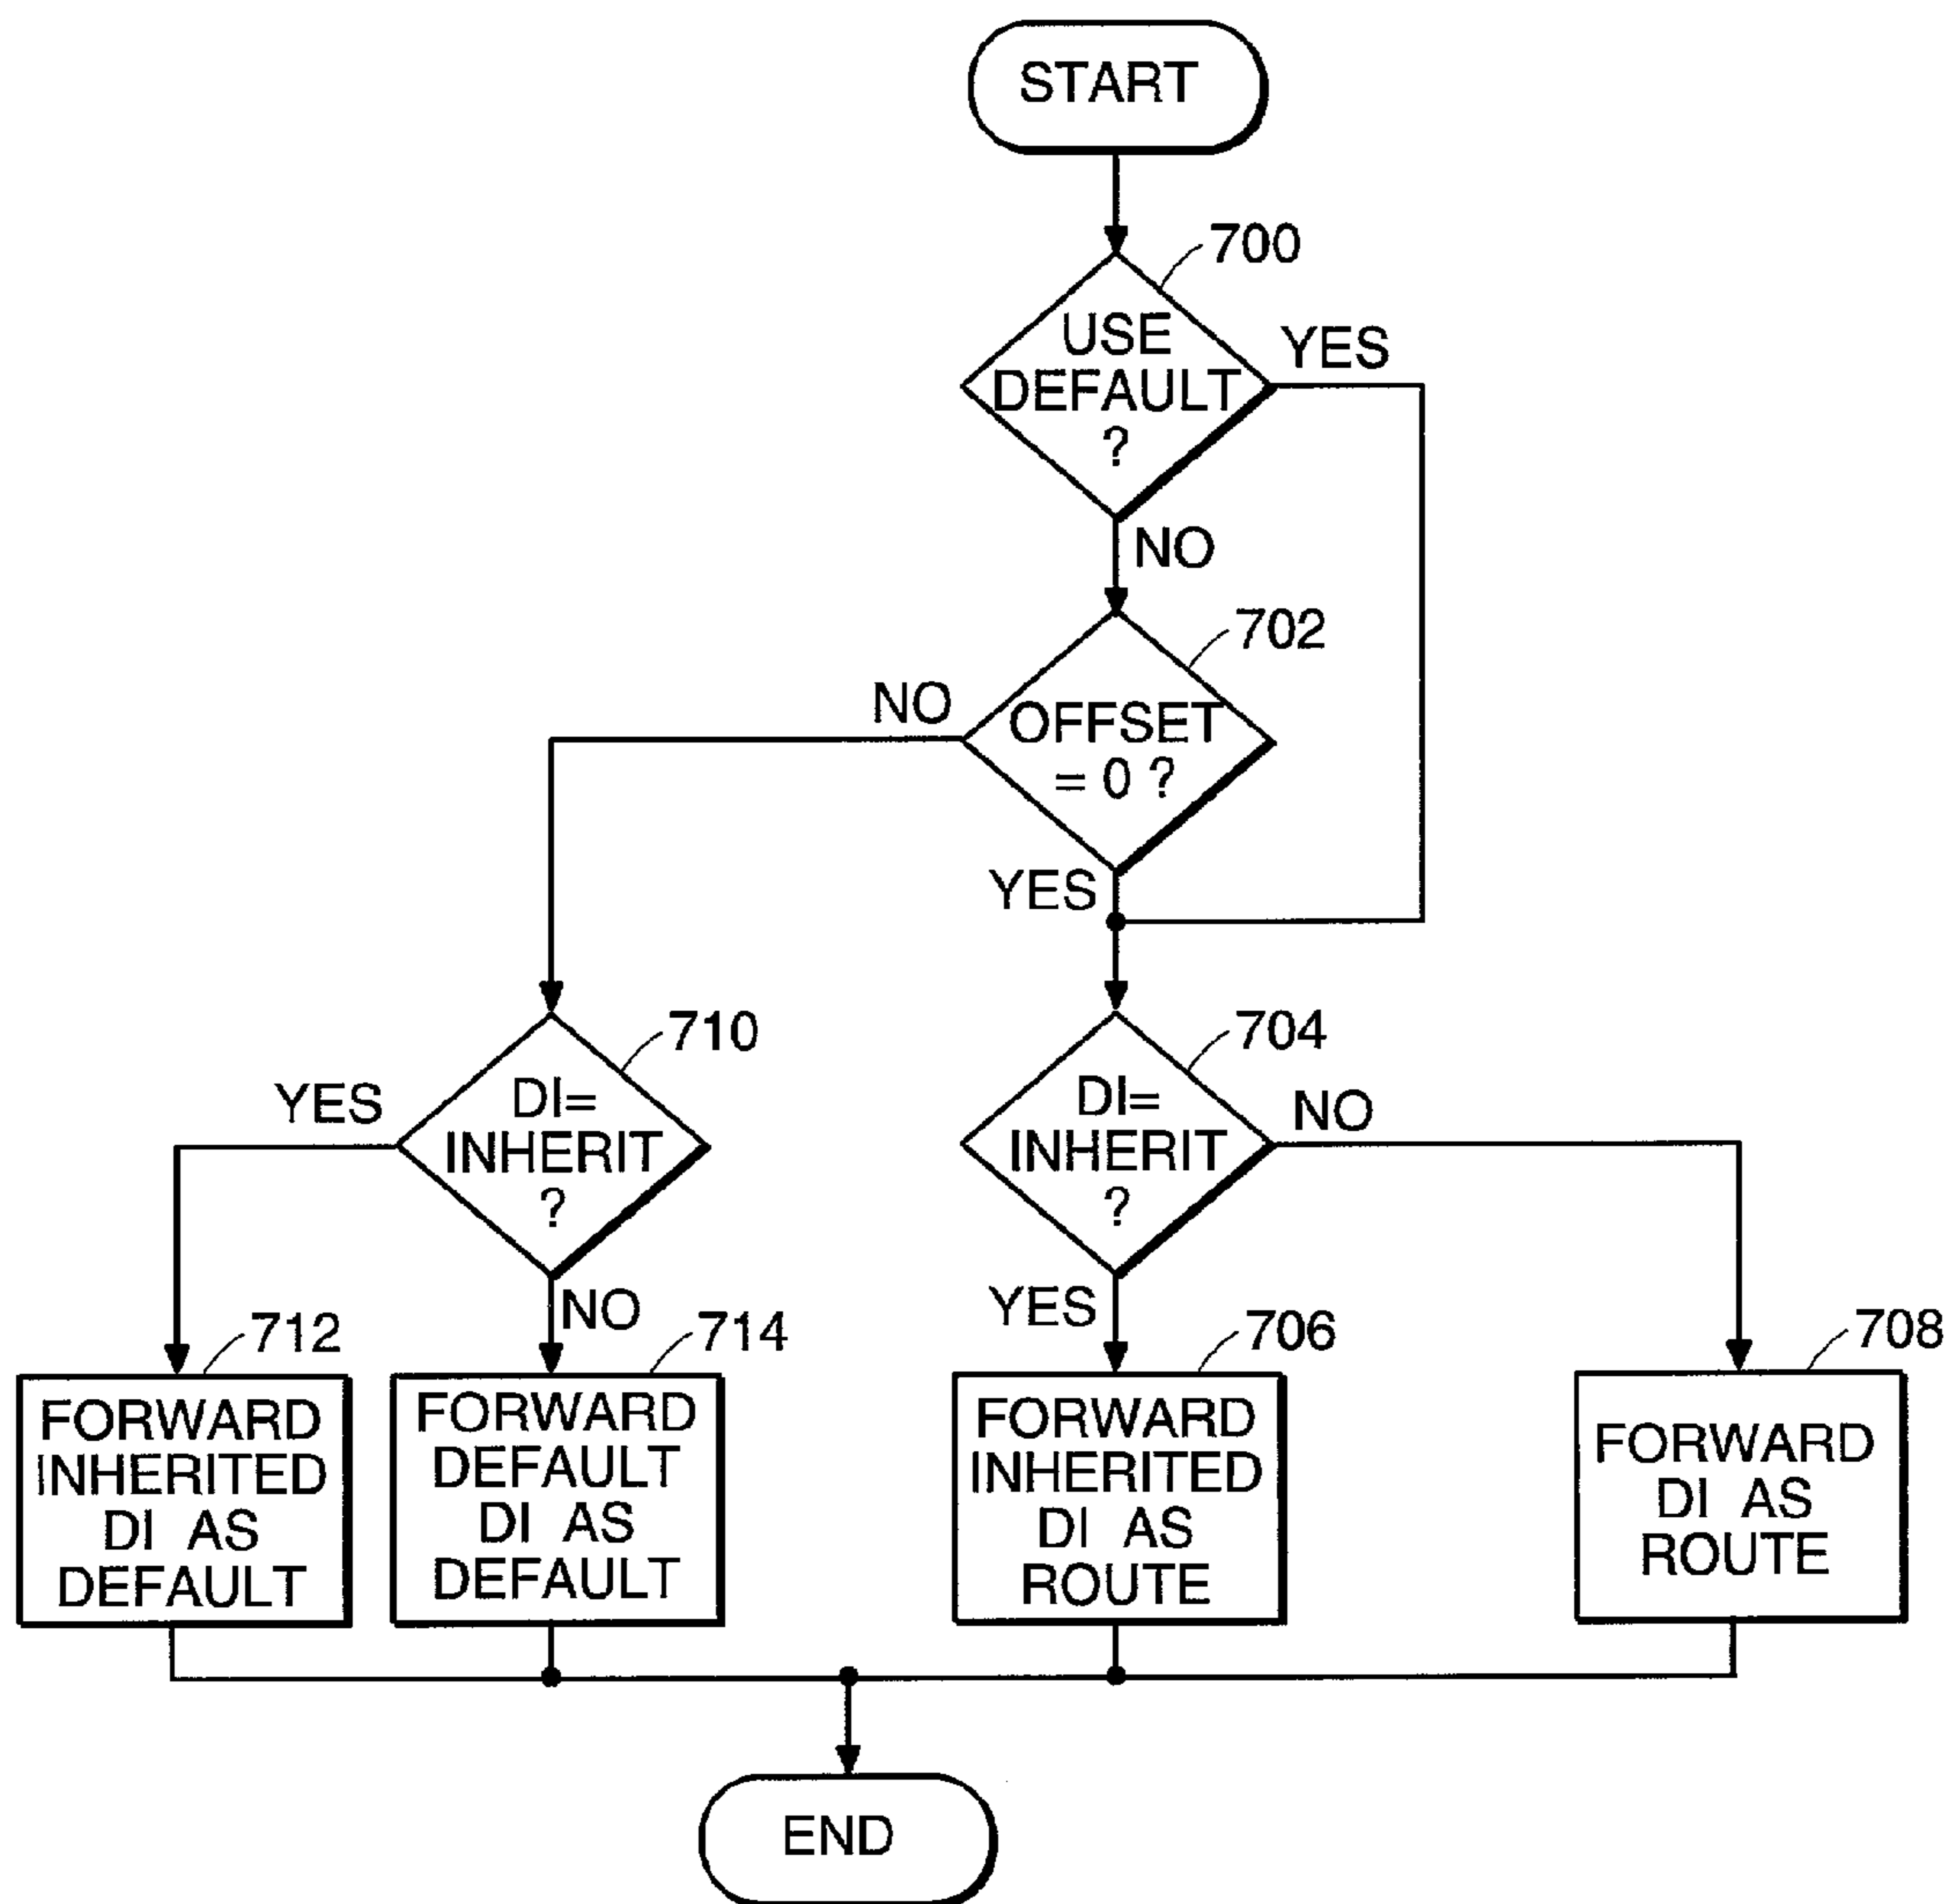 START
700
USE
DEFAULT
?
YES
NO
702
OFFSET
= 0 ?
NO
YES
710
DI=
INHERIT
?
YES
NO
704
DI=
INHERIT
?
NO
YES
712
FORWARD
INHERITED
DI AS
DEFAULT
714
FORWARD
DEFAULT
DI AS
DEFAULT
706
FORWARD
INHERITED
DI AS
ROUTE
708
FORWARD
DI AS
ROUTE
END